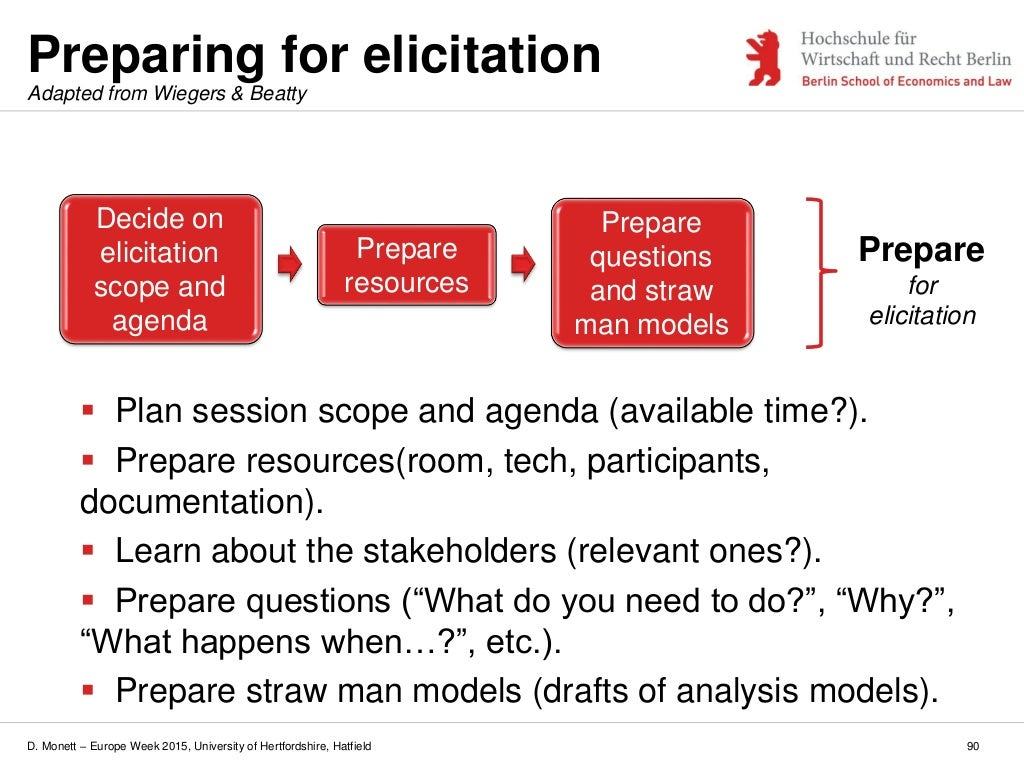 Preparing for elicitation
Adapted from Wiegers & Beatty
Hochschule für
Wirtschaft und Recht Berlin
Berlin School of Economics and Law
Decide on
elicitation
scope and
agenda
Prepare
resources
Prepare
questions
and straw
man models
Prepare
for
elicitation
▪ Plan session scope and agenda (available time?).
▪ Prepare resources(room, tech, participants,
documentation).
▪ Learn about the stakeholders (relevant ones?).
▪ Prepare questions (“What do you need to do?”, “Why?”,
“What happens when…?”, etc.).
▪ Prepare straw man models (drafts of analysis models).
D. Monett – Europe Week 2015, University of Hertfordshire, Hatfield
90